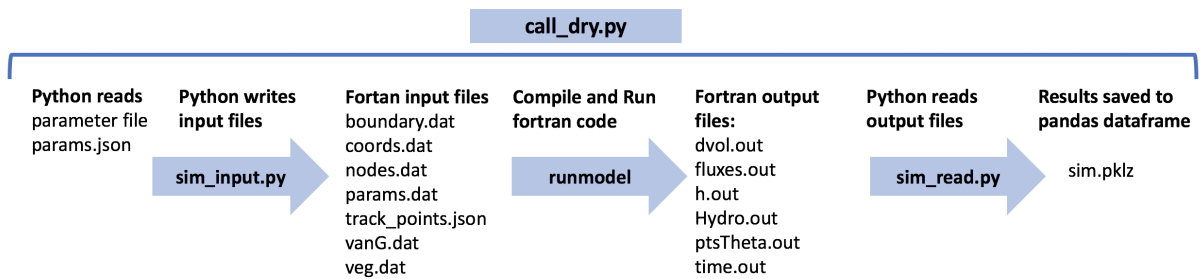 call_dry.py
Python reads
parameter file
params.json
Python writes
input files
sim_input.py
Fortan input files
boundary.dat
coords.dat
nodes.dat
params.dat
track_points.json
vanG.dat
veg.dat
Compile and Run
fortran code
runmodel
Fortran output
files:
dvol.out
fluxes.out
h.out
Hydro.out
ptsTheta.out
time.out
Python reads
output files
sim_read.py
Results saved to
pandas dataframe
sim.pklz